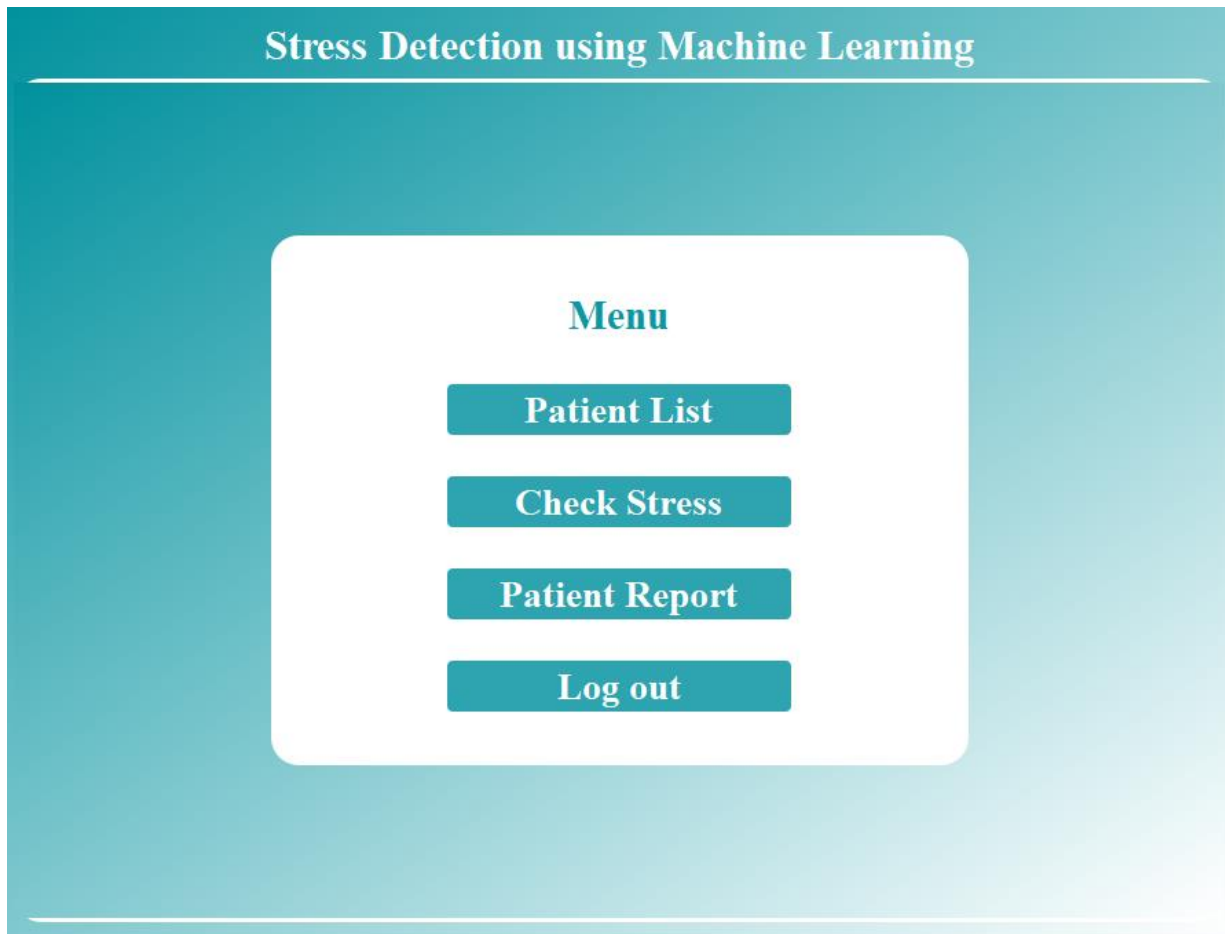 Stress Detection using Machine Learning
Menu
Patient List
Check Stress
Patient Report
Log out